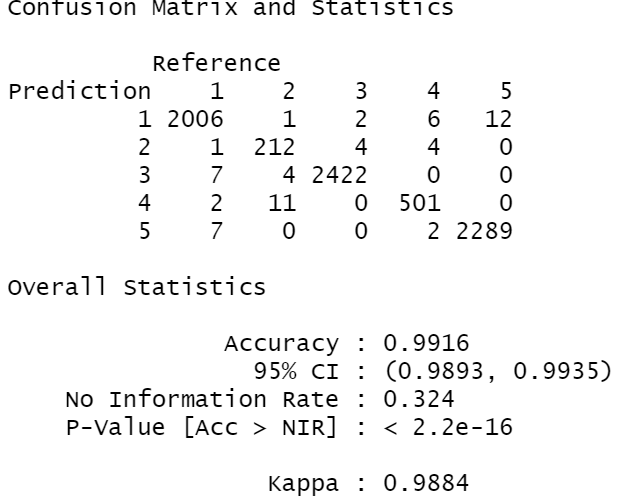 Confusion Matrix and Statistics
Reference
Prediction 1 2 3 4 5
1 2006 1 2 6 12
2 1 212 4 4 0
3 7 4 2422 0 0
4 2 11 0 501 0
5 7 0 0 2 2289
Overall Statistics
Accuracy : 0.9916
95% CI : (0.9893, 0.9935)
No Information Rate : 0.324
P-Value [Acc > NIR] : < 2.2e-16
Kappa : 0.9884